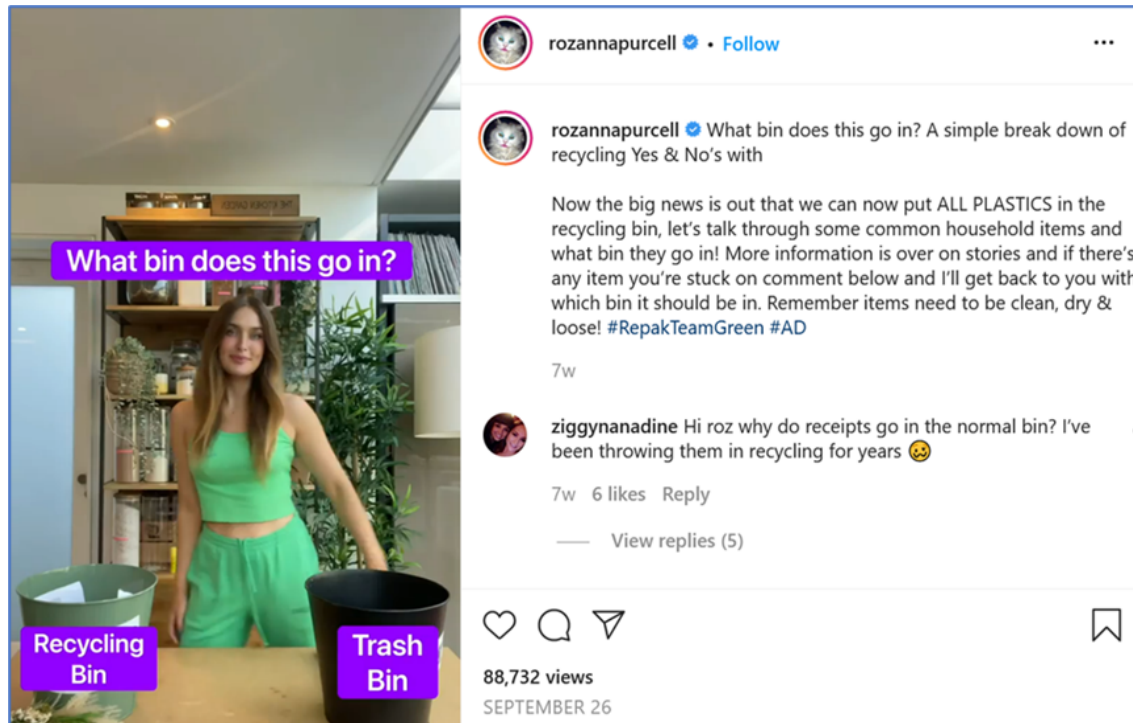 What bin does this go in?
Recycling
Bin
Trash
Bin
rozannapurcell • Follow
rozannapurcell What bin does this go in? A simple break down of
recycling Yes & No's with
Now the big news is out that we can now put ALL PLASTICS in the
recycling bin, let's talk through some common household items and
what bin they go in! More information is over on stories and if there's
any item you're stuck on comment below and I'll get back to you with
which bin it should be in. Remember items need to be clean, dry &
loose! #RepakTeamGreen #AD
7w
ziggynanadine Hi roz why do receipts go in the normal bin? I've
been throwing them in recycling for years 🥴
7w 6 likes Reply
View replies (5)
88,732 views
SEPTEMBER 26